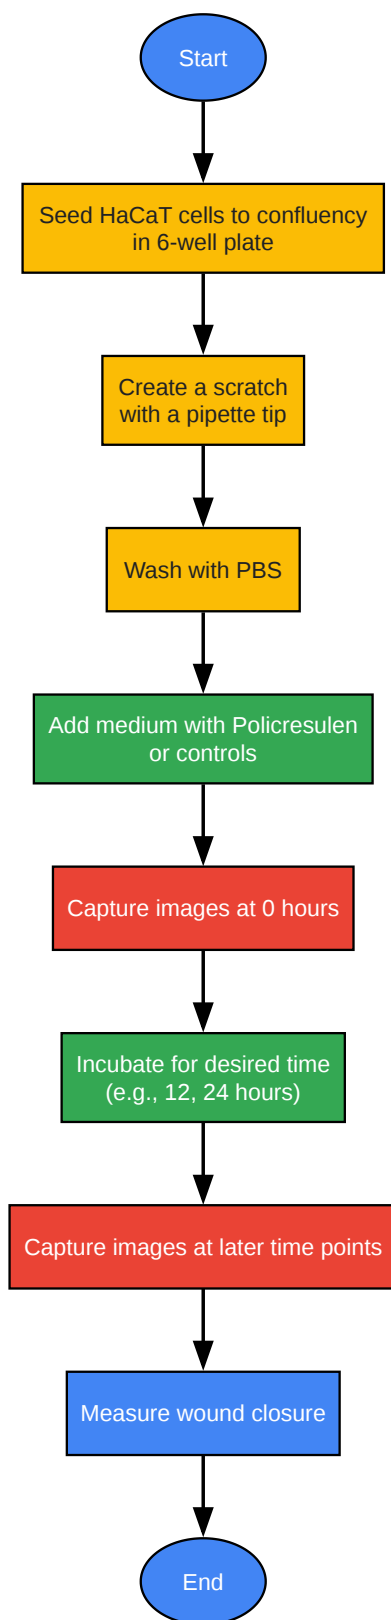 Start
Seed HaCaT cells to confluency
in 6-well plate
Create a scratch
with a pipette tip
Wash with PBS
Add medium with Policresulen
or controls
Capture images at 0 hours
Incubate for desired time
(e.g., 12, 24 hours)
Capture images at later time points
Measure wound closure
End